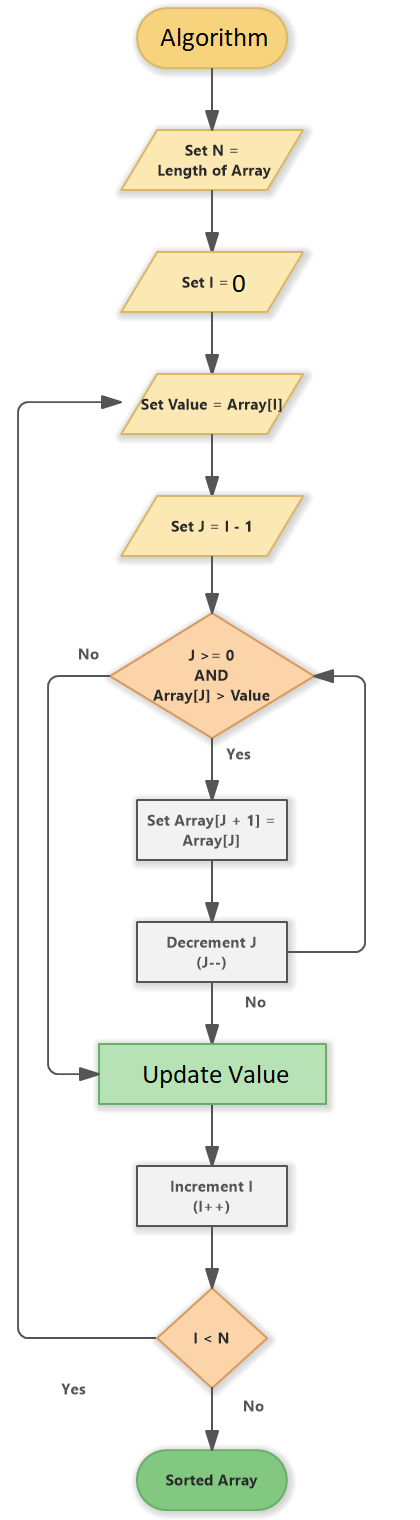 Algorithm
Set N =
Length of Array
Set I = 0
Set Value = Array[I]
Set J = I - 1
No
J >= 0
AND
Array[J] > Value
Yes
Set Array[J + 1] =
Array[J]
Decrement J
(J--)
No
Update Value
Increment I
(I++)
I < N
Yes
No
Sorted Array